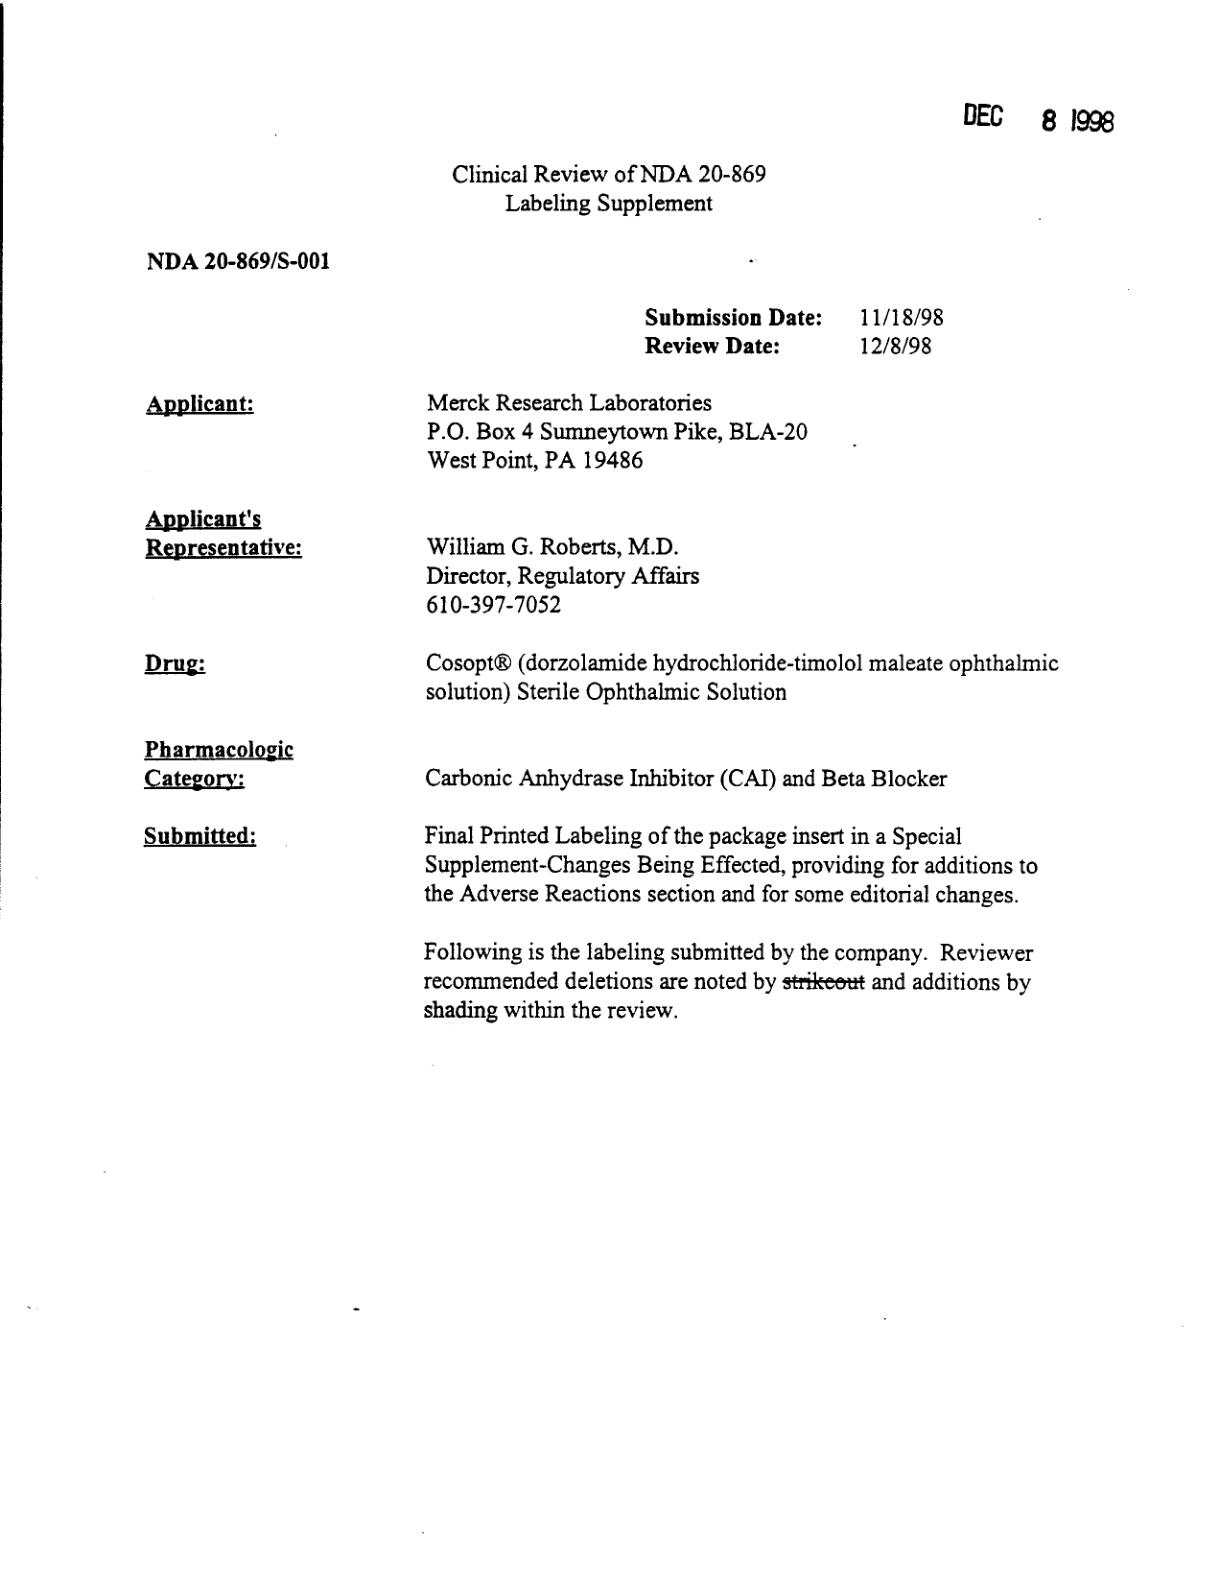 DEC 8 1998
Clinical Review of NDA 20-869
Labeling Supplement
NDA 20-869/S-001
Submission Date: 11/18/98
Review Date: 12/8/98
Applicant: Merck Research Laboratories
P.O. Box 4 Sumneytown Pike, BLA-20
West Point, PA 19486
Applicant's
Representative: William G. Roberts, M.D.
Director, Regulatory Affairs
610-397-7052
Drug: Cosopt® (dorzolamide hydrochloride-timolol maleate ophthalmic
solution) Sterile Ophthalmic Solution
Pharmacologic
Category: Carbonic Anhydrase Inhibitor (CAI) and Beta Blocker
Submitted: Final Printed Labeling of the package insert in a Special
Supplement-Changes Being Effected, providing for additions to
the Adverse Reactions section and for some editorial changes.
Following is the labeling submitted by the company. Reviewer
recommended deletions are noted by strikeout and additions by
shading within the review.